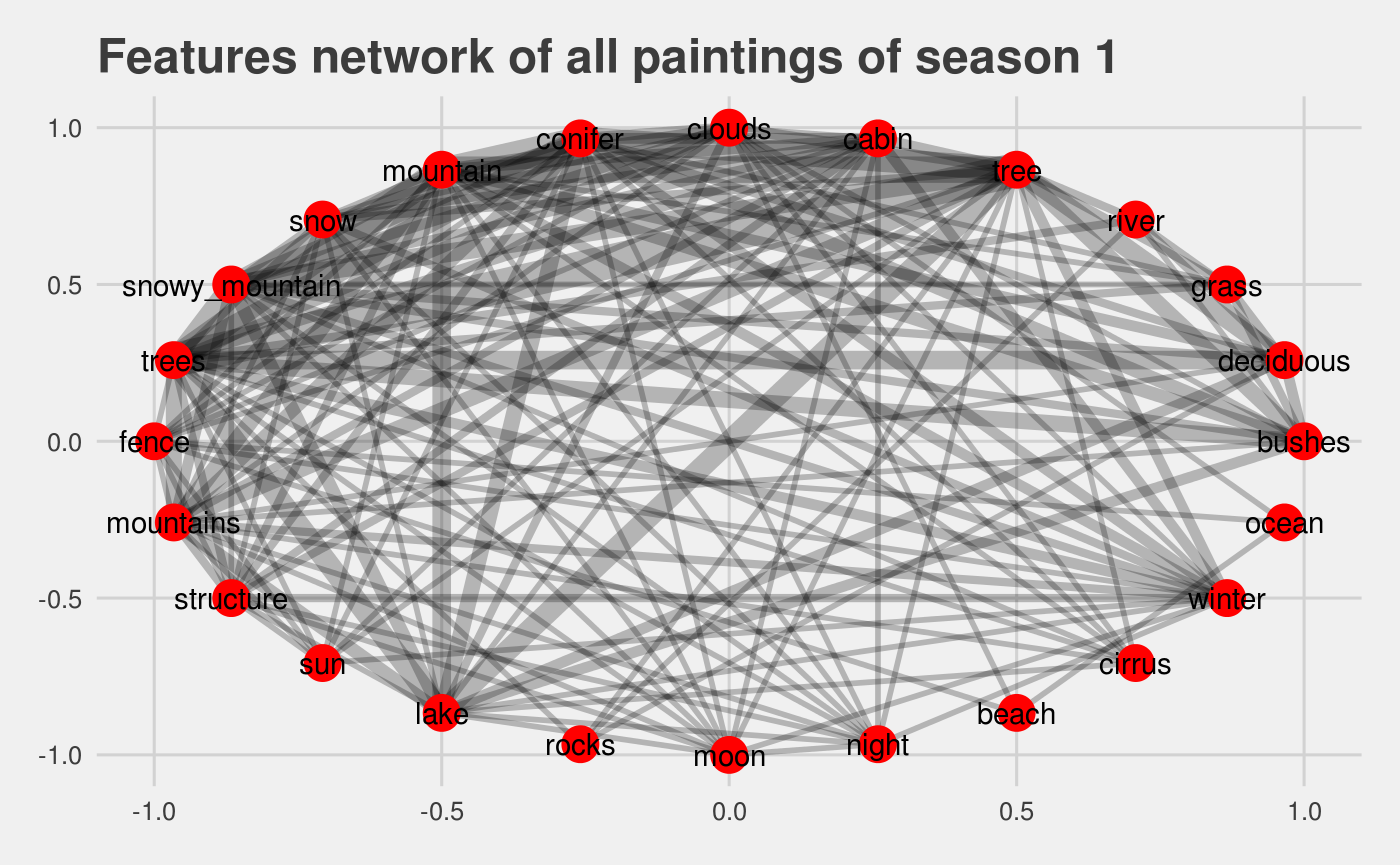 Features network of all paintings of season 1
clouds
conifer
cabin
mountain
tree
snow
river
snowy_mountain
grass
trees
deciduous
fence
bushes
mountains
ocean
structure
winter
sun
cirrus
lake
beach
rocks
night
moon
1.0
0.5
0.0
-0.5
-1.0
-1.0
-0.5
0.0
0.5
1.0